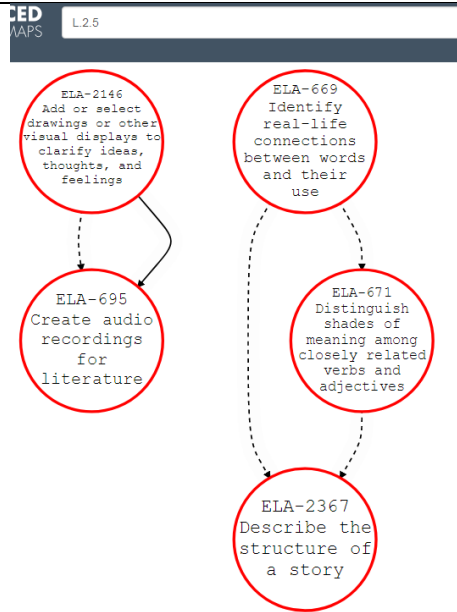 CED
MAPS
L.2.5
ELA-2146
Add or select
drawings or other
visual displays to
clarify ideas,
thoughts, and
feelings
ELA-669
Identify
real-life
connections
between words
and their
use
ELA-695
Create audio
recordings
for
literature
ELA-671
Distinguish
shades of
meaning among
closely related
verbs and
adjectives
ELA-2367
Describe the
structure of
a story